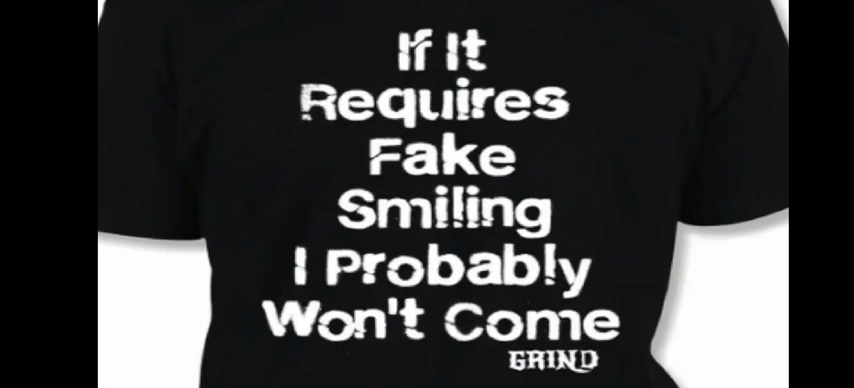 If It
Requires
Fake
Smiling
I Probably
Won't Come
GRIND